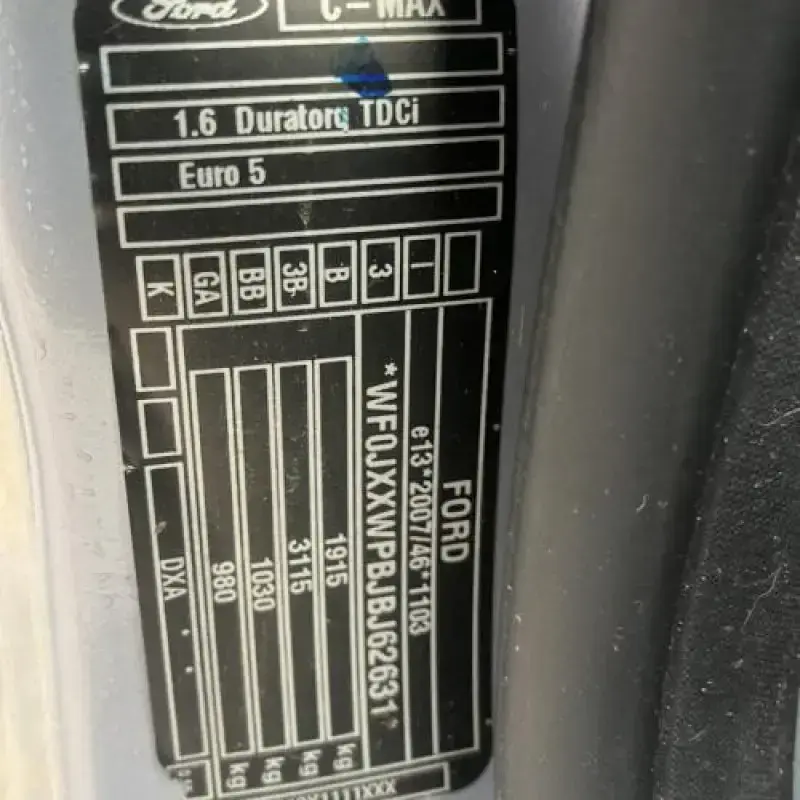 Ford
C-MAX
1.6 Duratorq TDCi
Euro 5
K GA BB 3B B 3 I
FORD
e13*2007/46*1103
*WF0JXXWPBJBJ62631*
1915 kg
3115 kg
1030 kg
980 kg
DXA